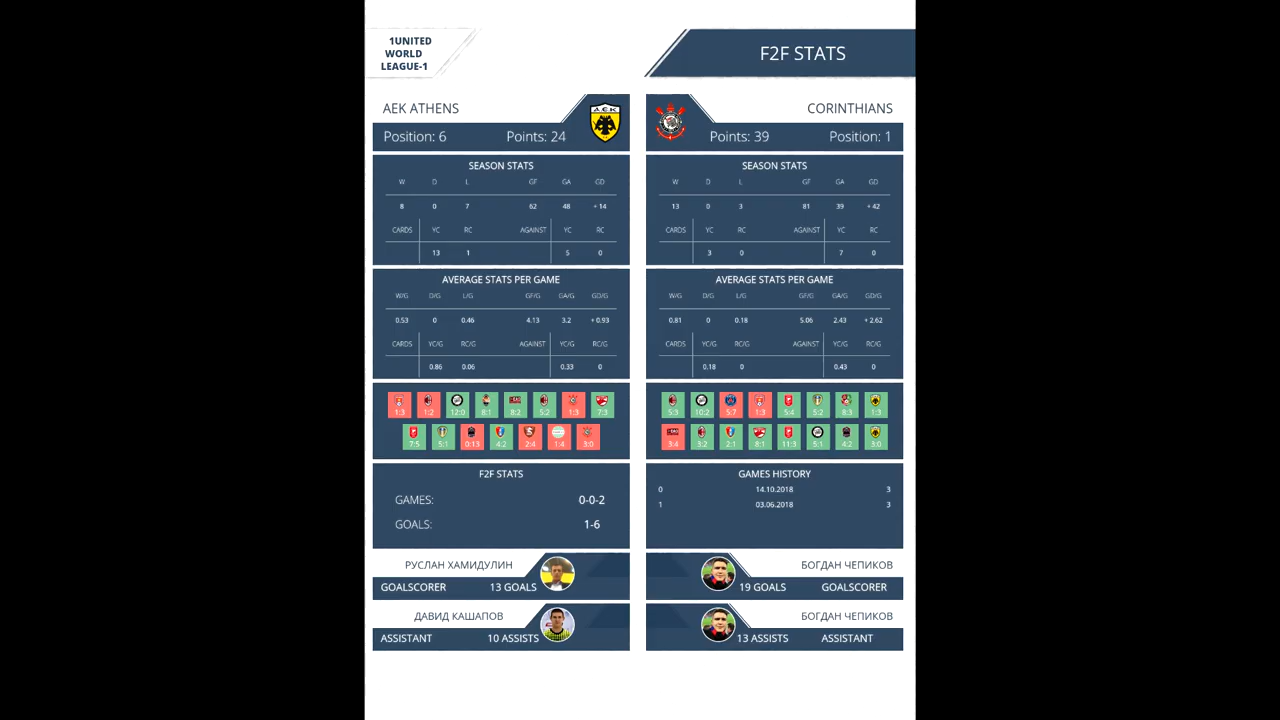 1UNITED
WORLD
LEAGUE-1
F2F STATS
AEK ATHENS
Position: 6 Points: 24
CORINTHIANS
Points: 39 Position: 1
SEASON STATS
W D L GF GA GD
8 0 7 62 48 +14
CARDS YC RC AGAINST YC RC
13 1 5 0
SEASON STATS
W D L GF GA GD
13 0 3 81 39 +42
CARDS YC RC AGAINST YC RC
3 0 7 0
AVERAGE STATS PER GAME
W/G D/G L/G GF/G GA/G GD/G
0.53 0 0.46 4.13 3.2 +0.93
CARDS YC/G RC/G AGAINST YC/G RC/G
0.86 0.06 0.33 0
AVERAGE STATS PER GAME
W/G D/G L/G GF/G GA/G GD/G
0.81 0 0.18 5.06 2.43 +2.62
CARDS YC/G RC/G AGAINST YC/G RC/G
0.18 0 0.43 0
1:3 1:2 12:0 8:1 8:2 5:2 1:3 7:3
7:5 5:1 0:13 4:2 2:4 1:4 3:0
5:3 10:2 5:7 1:3 5:4 5:2 8:3 1:3
3:4 3:2 2:1 8:1 11:3 5:1 4:2 3:0
F2F STATS
GAMES: 0-0-2
GOALS: 1-6
GAMES HISTORY
0 14.10.2018 3
1 03.06.2018 3
РУСЛАН ХАМИДУЛИН
GOALSCORER 13 GOALS
БОГДАН ЧЕПИКОВ
19 GOALS GOALSCORER
ДАВИД КАШАПОВ
ASSISTANT 10 ASSISTS
БОГДАН ЧЕПИКОВ
13 ASSISTS ASSISTANT